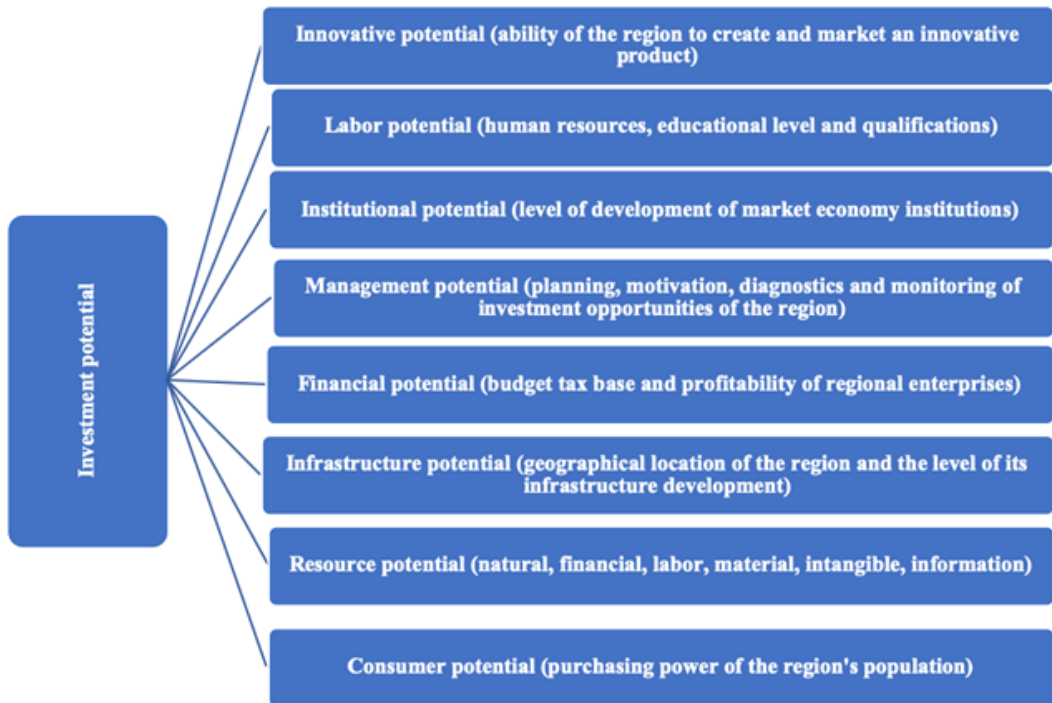 Investment potential
Innovative potential (ability of the region to create and market an innovative
product)
Labor potential (human resources, educational level and qualifications)
Institutional potential (level of development of market economy institutions)
Management potential (planning, motivation, diagnostics and monitoring of
investment opportunities of the region)
Financial potential (budget tax base and profitability of regional enterprises)
Infrastructure potential (geographical location of the region and the level of its
infrastructure development)
Resource potential (natural, financial, labor, material, intangible, information)
Consumer potential (purchasing power of the region's population)